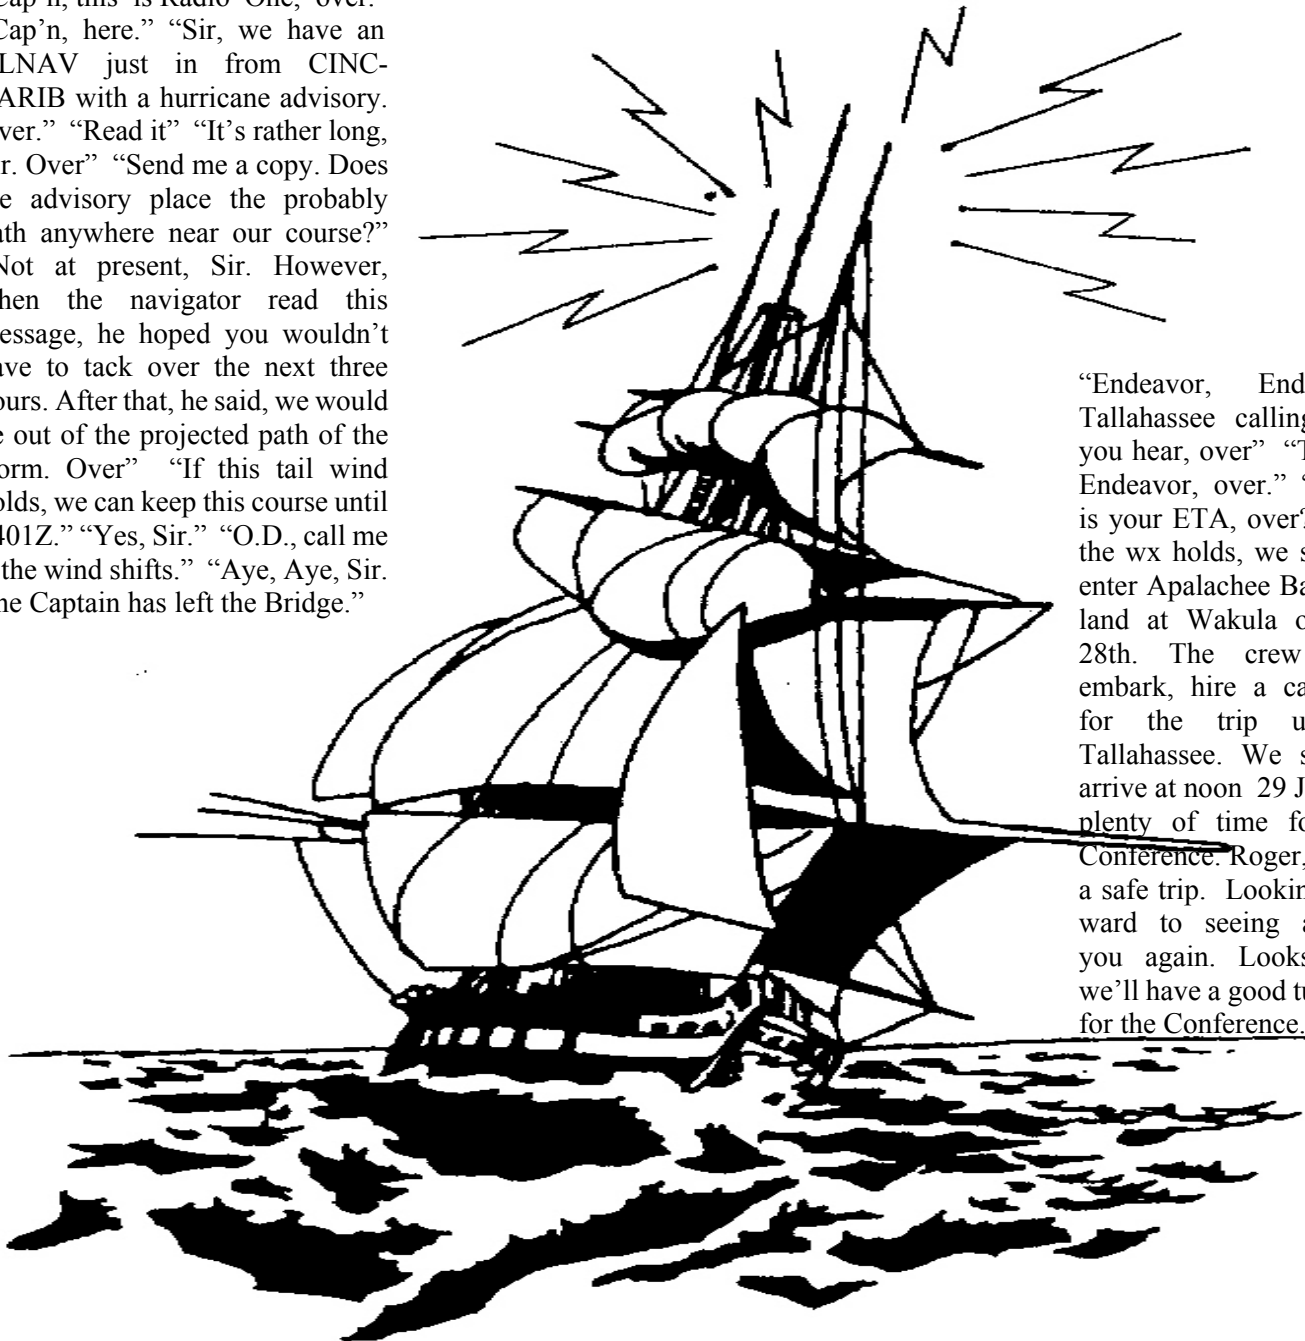 Cap'n, this is Radio One, over.
Cap’n, here.” “Sir, we have an
LNAV just in from CINC-
ARIB with a hurricane advisory.
ver.” “Read it” “It’s rather long,
r. Over” “Send me a copy. Does
e advisory place the probably
ath anywhere near our course?”
Not at present, Sir. However,
hen the navigator read this
essage, he hoped you wouldn’t
ave to tack over the next three
ours. After that, he said, we would
e out of the projected path of the
orm. Over” “If this tail wind
olds, we can keep this course until
401Z.” “Yes, Sir.” “O.D., call me
the wind shifts.” “Aye, Aye, Sir.
he Captain has left the Bridge.”
“Endeavor, End
Tallahassee calling
you hear, over” “T
Endeavor, over.” “
is your ETA, over?
the wx holds, we s
enter Apalachee Ba
land at Wakula o
28th. The crew
embark, hire a ca
for the trip u
Tallahassee. We s
arrive at noon 29 J
plenty of time fo
Conference. Roger,
a safe trip. Lookin
ward to seeing a
you again. Looks
we’ll have a good tu
for the Conference.